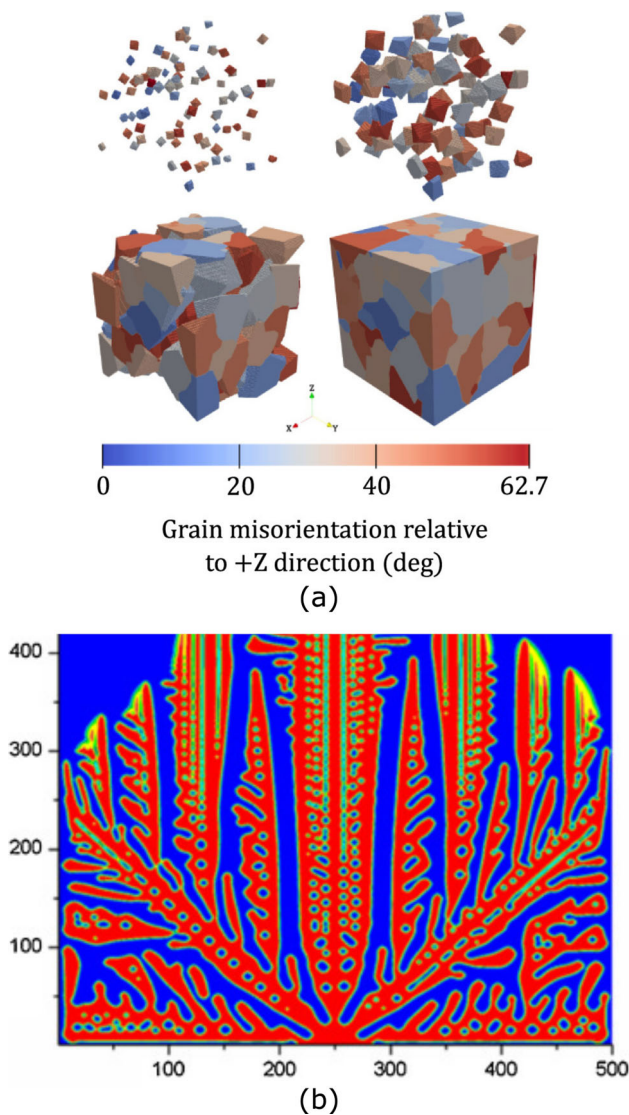 Z
X Y
0 20 40 62.7
Grain misorientation relative
to +Z direction (deg)
(a)
400
300
200
100
100 200 300 400 500
(b)